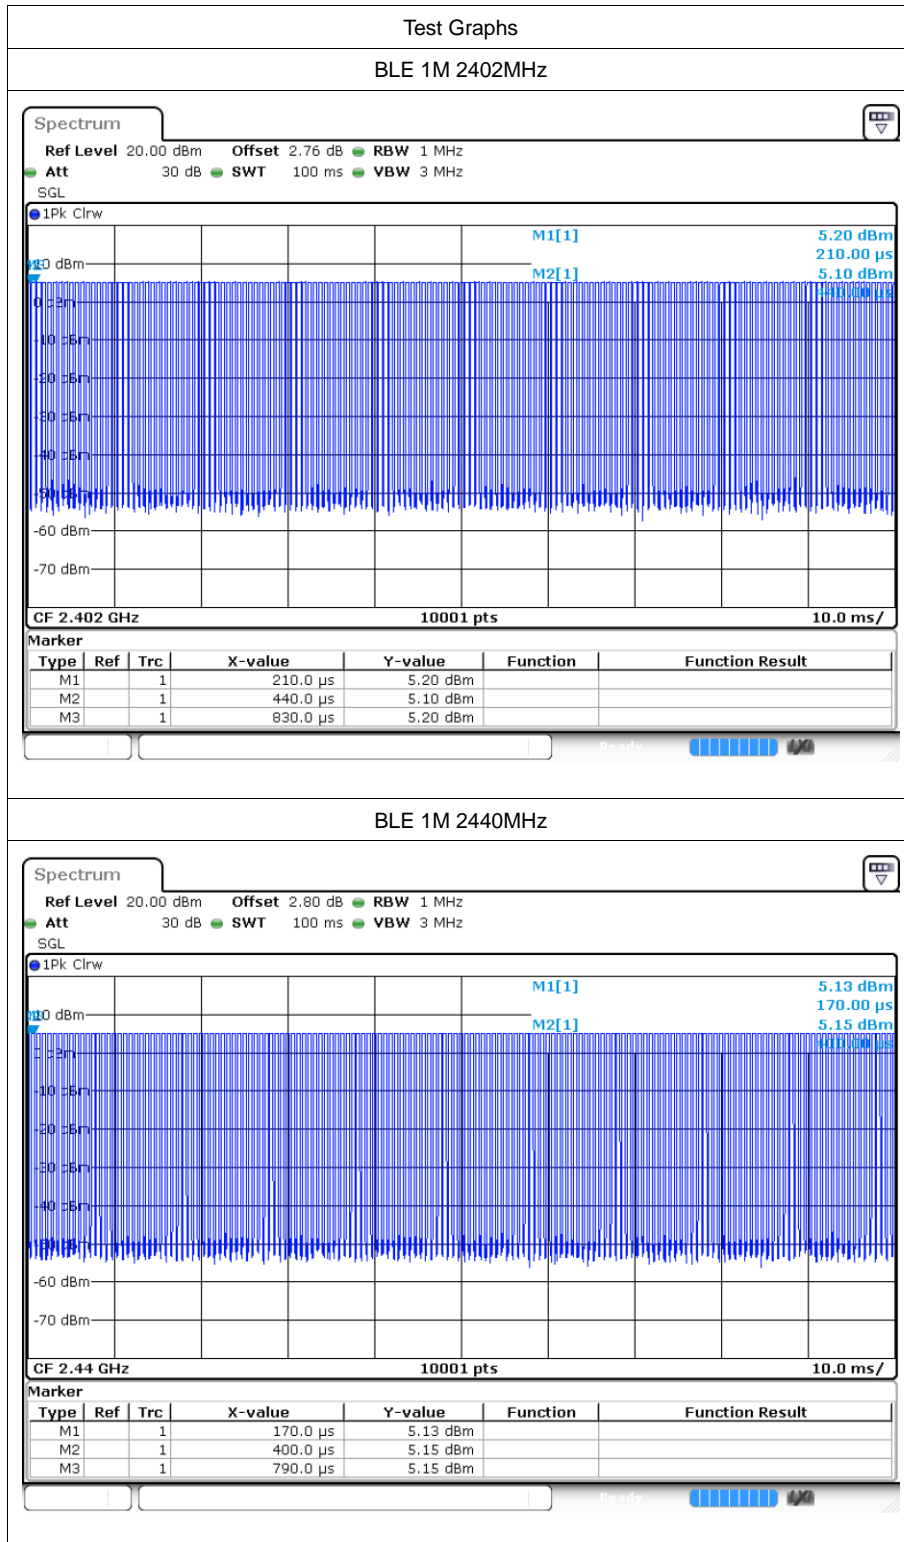 Test Graphs
BLE 1M 2402MHz
Spectrum
Ref Level 20.00 dBm Offset 2.76 dB RBW 1 MHz
Att 30 dB SWT 100 ms VBW 3 MHz
SGL
1Pk Clrw
M1[1] 5.20 dBm
210.00 µs
M2[1] 5.10 dBm
440.00 µs
-60 dBm
-70 dBm
CF 2.402 GHz 10001 pts 10.0 ms/
Marker
Type Ref Trc X-value Y-value Function Function Result
M1 1 210.0 µs 5.20 dBm
M2 1 440.0 µs 5.10 dBm
M3 1 830.0 µs 5.20 dBm
Ready
BLE 1M 2440MHz
Spectrum
Ref Level 20.00 dBm Offset 2.80 dB RBW 1 MHz
Att 30 dB SWT 100 ms VBW 3 MHz
SGL
1Pk Clrw
M1[1] 5.13 dBm
170.00 µs
M2[1] 5.15 dBm
400.00 µs
-60 dBm
-70 dBm
CF 2.44 GHz 10001 pts 10.0 ms/
Marker
Type Ref Trc X-value Y-value Function Function Result
M1 1 170.0 µs 5.13 dBm
M2 1 400.0 µs 5.15 dBm
M3 1 790.0 µs 5.15 dBm
Ready